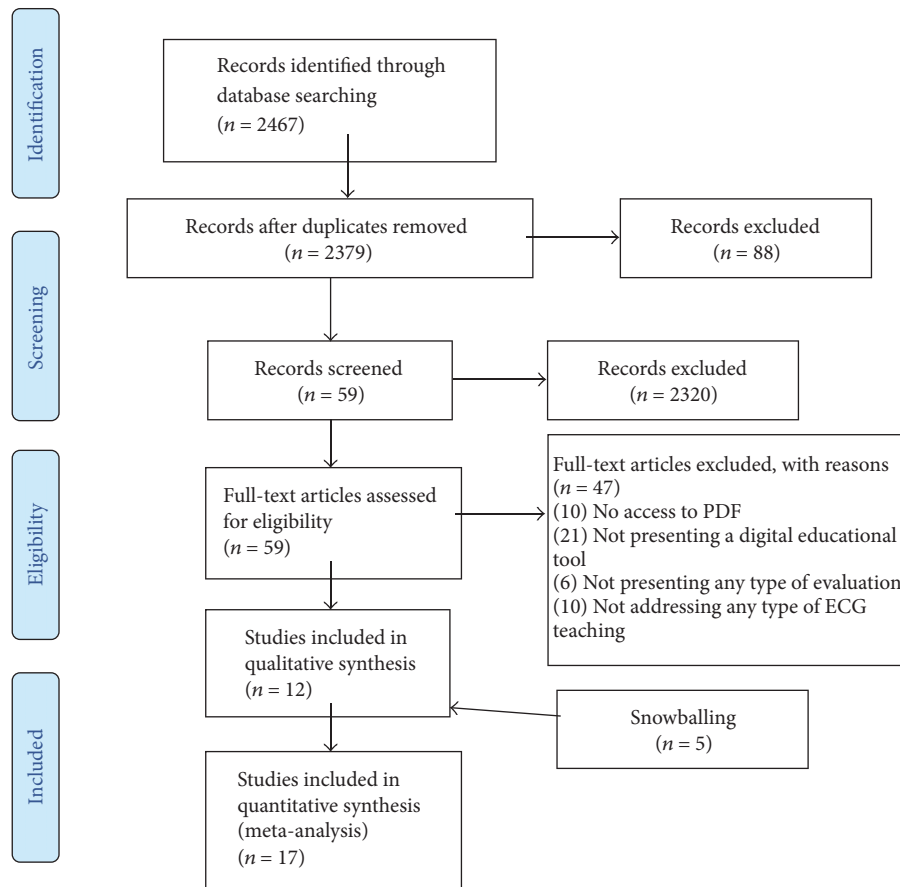 Identification
Records identified through
database searching
(n = 2467)
Records after duplicates removed
(n = 2379)
Records excluded
(n = 88)
Screening
Records screened
(n = 59)
Records excluded
(n = 2320)
Eligibility
Full-text articles assessed
for eligibility
(n = 59)
Full-text articles excluded, with reasons
(n = 47)
(10) No access to PDF
(21) Not presenting a digital educational
tool
(6) Not presenting any type of evaluation
(10) Not addressing any type of ECG
teaching
Studies included in
qualitative synthesis
(n = 12)
Included
Snowballing
(n = 5)
Studies included in
quantitative synthesis
(meta-analysis)
(n = 17)